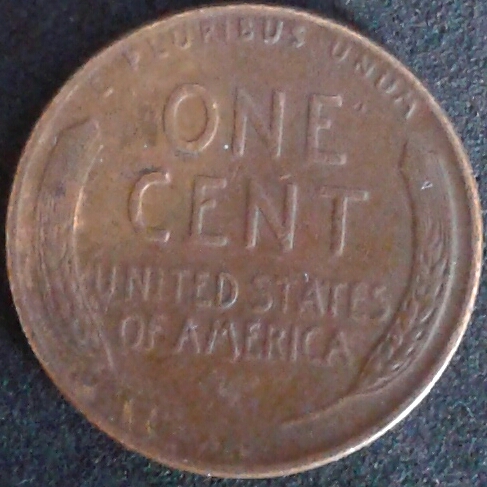 E PLURIBUS UNUM
ONE
CENT
UNITED STATES
OF AMERICA